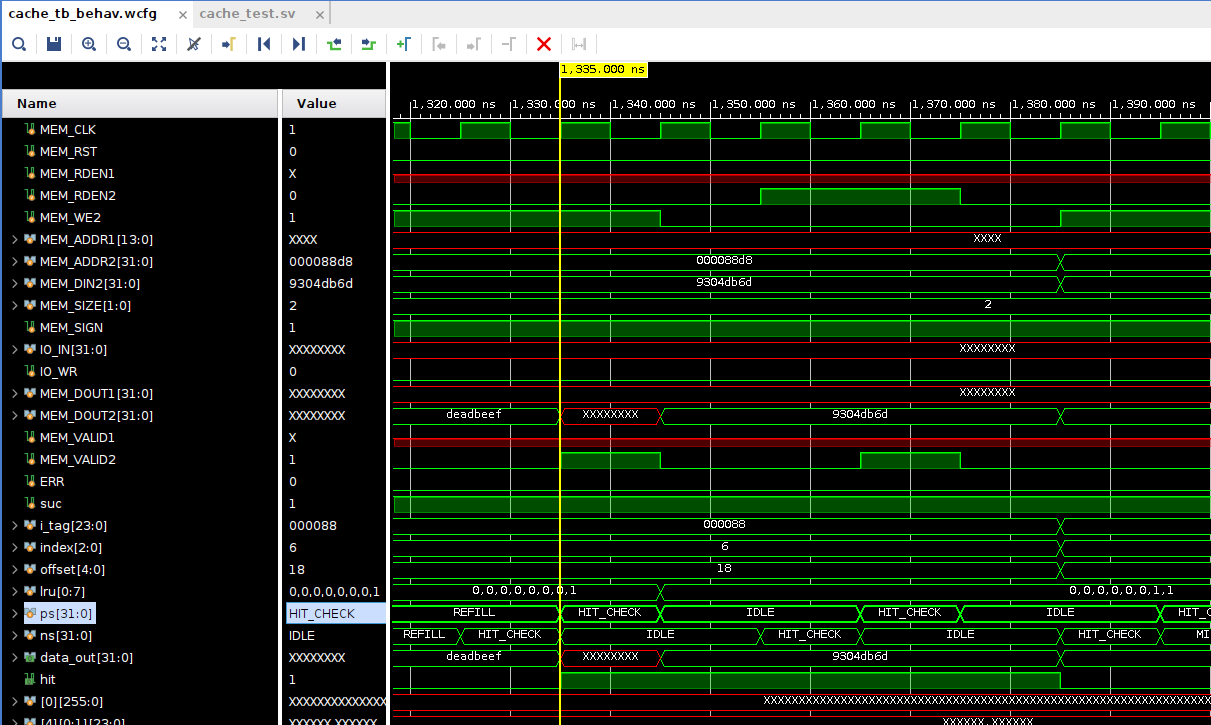 cache_tb_behav.wcfg × cache_test.sv ×
1,335.000 ns
Name Value
1,320.000 ns 1,330.000 ns 1,340.000 ns 1,350.000 ns 1,360.000 ns 1,370.000 ns 1,380.000 ns 1,390.000 ns
MEM_CLK 1
MEM_RST 0
MEM_RDEN1 X
MEM_RDEN2 0
MEM_WE2 1
MEM_ADDR1[13:0] XXXX XXXX
MEM_ADDR2[31:0] 000088d8 000088d8
MEM_DIN2[31:0] 9304db6d 9304db6d
MEM_SIZE[1:0] 2 2
MEM_SIGN 1
IO_IN[31:0] XXXXXXXX XXXXXXXX
IO_WR 0
MEM_DOUT1[31:0] XXXXXXXX XXXXXXXX
MEM_DOUT2[31:0] XXXXXXXX deadbeef XXXXXXXX 9304db6d
MEM_VALID1 X
MEM_VALID2 1
ERR 0
suc 1
i_tag[23:0] 000088 000088
index[2:0] 6 6
offset[4:0] 18 18
lru[0:7] 0,0,0,0,0,0,0,1 0,0,0,0,0,0,0,1 0,0,0,0,0,0,1,1
ps[31:0] HIT_CHECK REFILL HIT_CHECK IDLE HIT_CHECK IDLE HIT_C
ns[31:0] IDLE REFILL HIT_CHECK IDLE HIT_CHECK IDLE HIT_CHECK MI
data_out[31:0] XXXXXXXX deadbeef XXXXXXXX 9304db6d
hit 1
[0][255:0] XXXXXXXXXXXXX XXXXXXXXXXXXXXXXXXXXXXXXXXXXXXXXXXXXXXXXXXXXXXXXXXXXXXXXXXXXXXXX
[4][0:1][23:0] XXXXXX,XXXXXX XXXXXX,XXXXXX